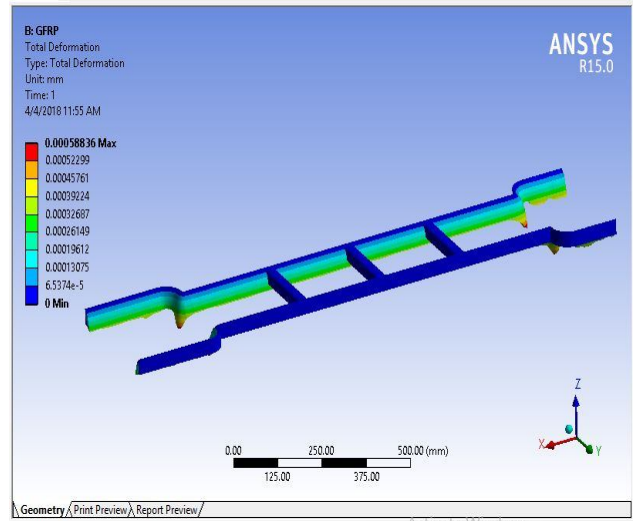 B: GFRP
Total Deformation
Type: Total Deformation
Unit: mm
Time: 1
4/4/2018 11:55 AM
ANSYS
R15.0
0.00058836 Max
0.00052299
0.00045761
0.00039224
0.00032687
0.00026149
0.00019612
0.00013075
6.5374e-5
0 Min
Z
X
Y
0.00 250.00 500.00 (mm)
125.00 375.00
Geometry Print Preview Report Preview